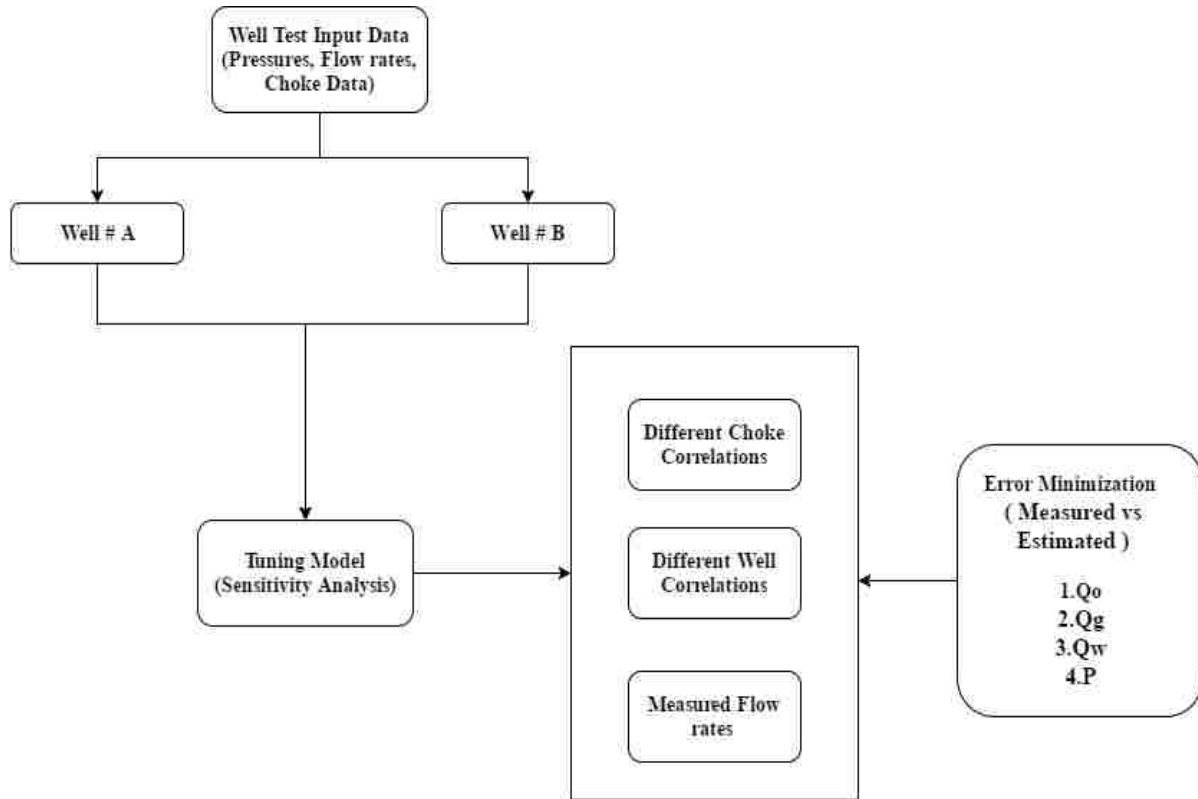 Well Test Input Data
(Pressures, Flow rates,
Choke Data)
Well # A
Well # B
Different Choke
Correlations
Tuning Model
(Sensitivity Analysis)
Different Well
Correlations
Measured Flow
rates
Error Minimization
( Measured vs
Estimated )
1.Qo
2.Qg
3.Qw
4.P